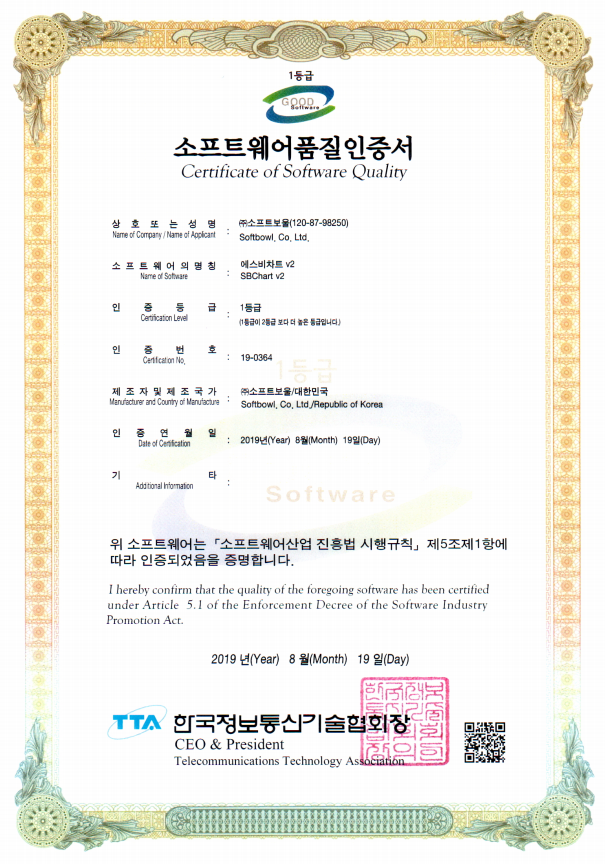 1등급
GOOD
Software
소프트웨어품질인증서
Certificate of Software Quality
상 호 또 는 성 명
Name of Company / Name of Applicant
:
㈜소프트보울(120-87-98250)
Softbowl. Co. Ltd.
소 프 트 웨 어 의 명 칭
Name of Software
:
에스비차트 v2
SBChart v2
인 증 등 급
Certification Level
:
1등급
(1등급이 2등급 보다 더 높은 등급입니다.)
인 증 번 호
Certification No.
:
19-0364
제 조 자 및 제 조 국 가
Manufacturer and Country of Manufacture
:
㈜소프트보울/대한민국
Softbowl. Co. Ltd./Republic of Korea
인 증 연 월 일
Date of Certification
:
2019년(Year) 8월(Month) 19일(Day)
기 타
Additional Information
:
1등급
Software
위 소프트웨어는 「소프트웨어산업 진흥법 시행규칙」 제5조제1항에
따라 인증되었음을 증명합니다.
I hereby confirm that the quality of the foregoing software has been certified
under Article 5.1 of the Enforcement Decree of the Software Industry
Promotion Act.
2019 년(Year) 8 월(Month) 19 일(Day)
TTA 한국정보통신기술협회장
CEO & President
Telecommunications Technology Association